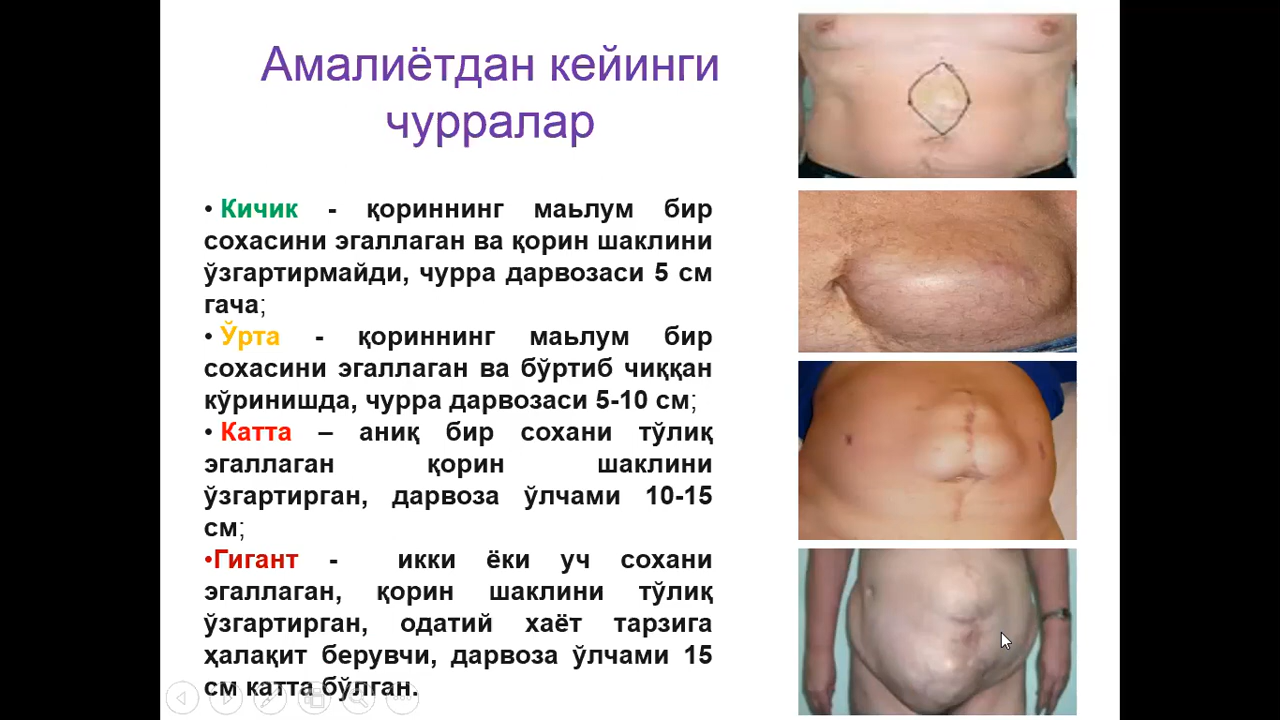 Амалиётдан кейинги
чурралар
• Кичик - қориннинг маьлум бир
сохасини эгаллаган ва қорин шаклини
ўзгартирмайди, чурра дарвозаси 5 см
гача;
• Ўрта - қориннинг маьлум бир
сохасини эгаллаган ва бўртиб чиққан
кўринишда, чурра дарвозаси 5-10 см;
• Катта – аниқ бир сохани тўлиқ
эгаллаган қорин шаклини
ўзгартирган, дарвоза ўлчами 10-15
см;
•Гигант - икки ёки уч сохани
эгаллаган, қорин шаклини тўлиқ
ўзгартирган, одатий хаёт тарзига
ҳалақит берувчи, дарвоза ўлчами 15
см катта бўлган.